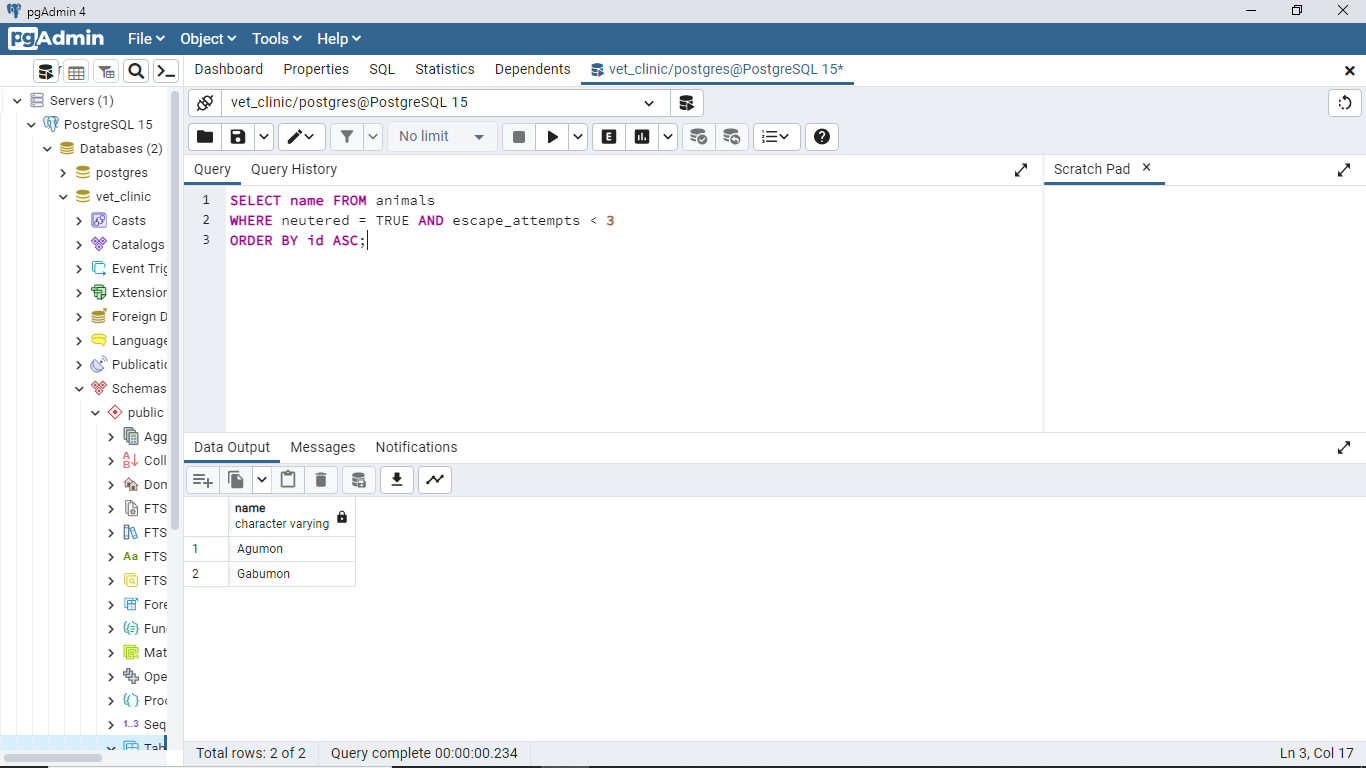 pgAdmin 4
pgAdmin File Object Tools Help
Dashboard Properties SQL Statistics Dependents vet_clinic/postgres@PostgreSQL 15*
Servers (1)
PostgreSQL 15
Databases (2)
postgres
vet_clinic
Casts
Catalogs
Event Trig
Extension
Foreign D
Language
Publicatio
Schemas
public
Agg
Coll
Dom
FTS
FTS
Aa FTS
FTS
Fore
Fun
Mat
Ope
Proc
1..3 Seq
Tab
vet_clinic/postgres@PostgreSQL 15
No limit
E
Query Query History
Scratch Pad
1 SELECT name FROM animals
2 WHERE neutered = TRUE AND escape_attempts < 3
3 ORDER BY id ASC;
Data Output Messages Notifications
name
character varying
1 Agumon
2 Gabumon
Total rows: 2 of 2 Query complete 00:00:00.234 Ln 3, Col 17